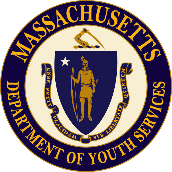 MASSACHUSETTS
DEPARTMENT OF YOUTH SERVICES